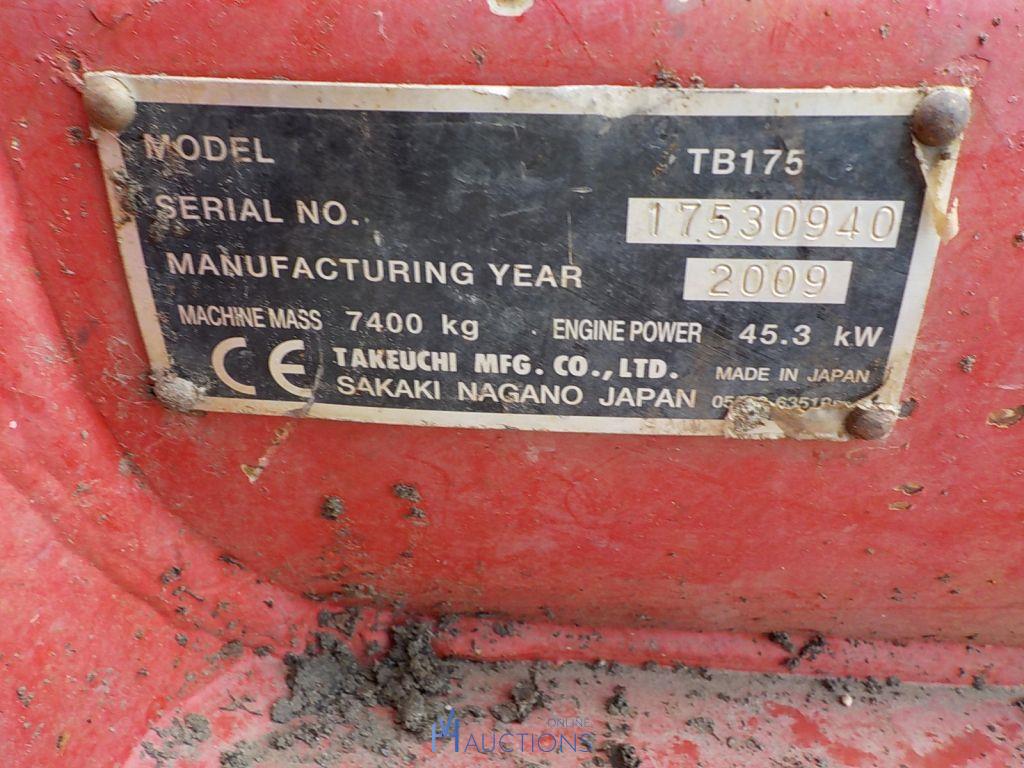 MODEL TB175
SERIAL NO. 17530940
MANUFACTURING YEAR 2009
MACHINE MASS 7400 kg ENGINE POWER 45.3 kW
CE TAKEUCHI MFG. CO., LTD. MADE IN JAPAN
SAKAKI NAGANO JAPAN
ONLINE
AUCTIONS